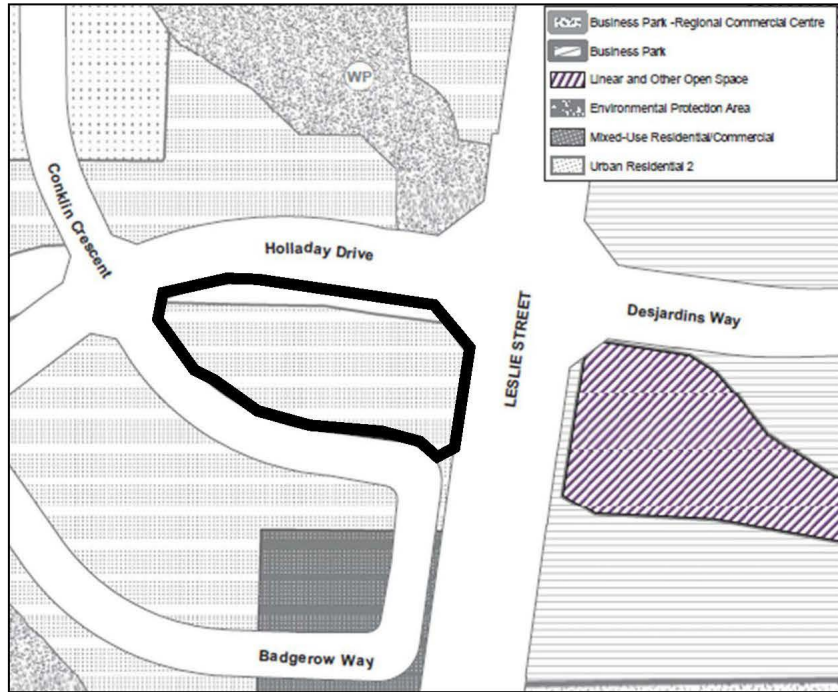 Business Park -Regional Commercial Centre
Business Park
Linear and Other Open Space
Environmental Protection Area
Mixed-Use Residential/Commercial
Urban Residential 2
WP
Conklin Crescent
Holladay Drive
LESLIE STREET
Desjardins Way
Badgerow Way